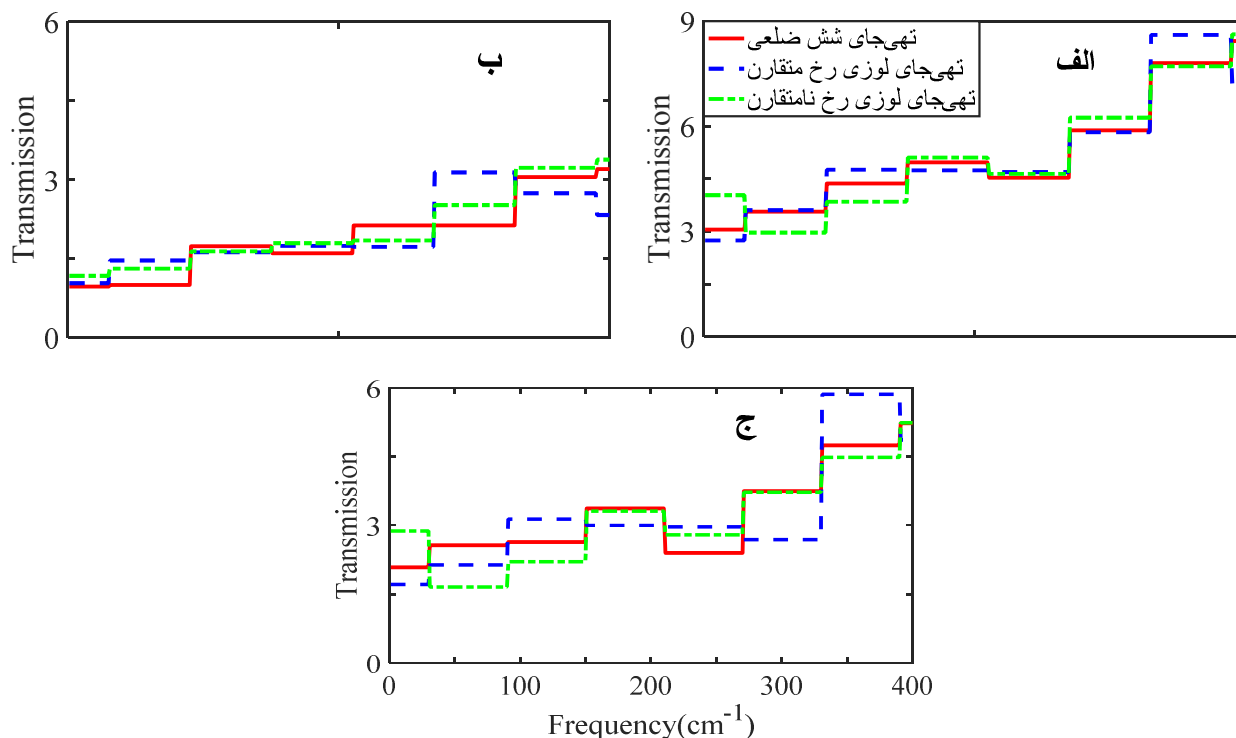 6
3
0
Transmission
ب
9
6
3
0
Transmission
تهی‌جای شش ضلعی
تهی‌جای لوزی رخ متقارن
تهی‌جای لوزی رخ نامتقارن
الف
6
3
0
Transmission
ج
0 100 200 300 400
Frequency(cm⁻¹)